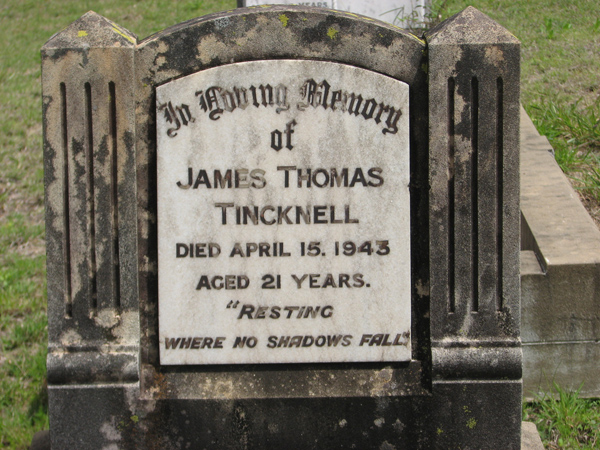 YEARS
In Loving Memory
of
JAMES THOMAS
TINCKNELL
DIED APRIL 15. 1943
AGED 21 YEARS.
"RESTING
WHERE NO SHADOWS FALL"